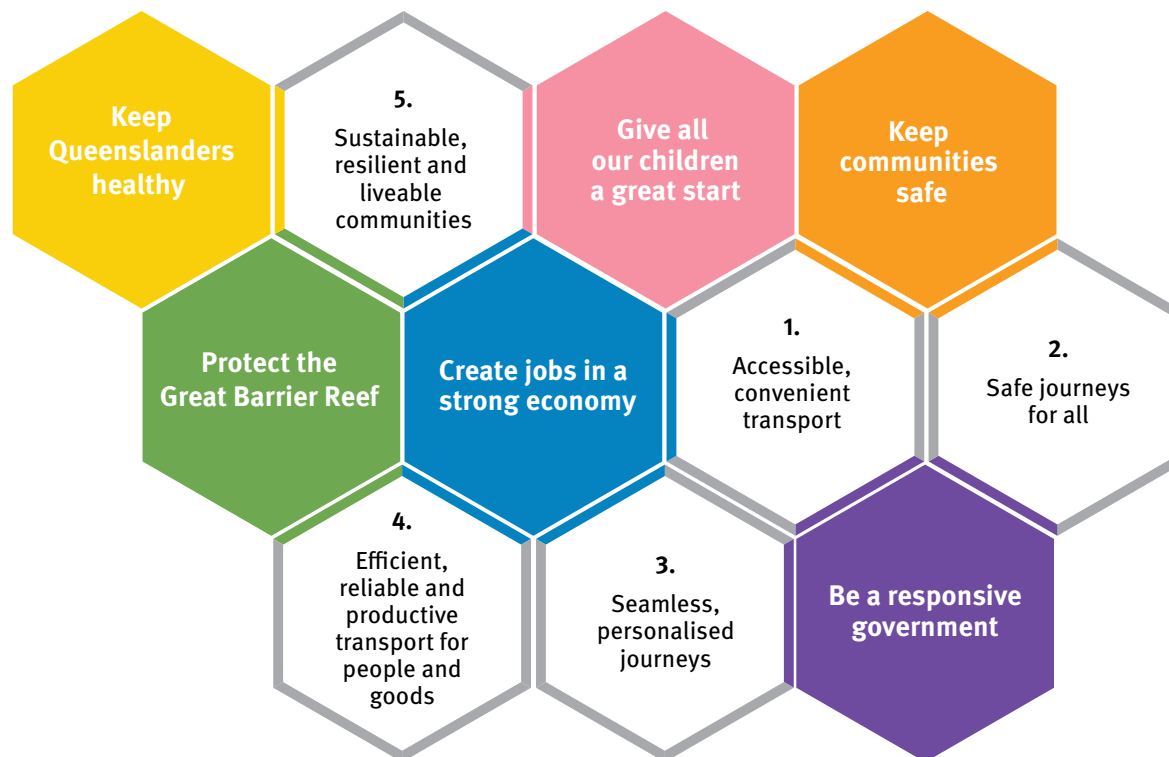 Keep
Queenslanders
healthy
5.
Sustainable,
resilient and
liveable
communities
Give all
our children
a great start
Keep
communities
safe
Protect the
Great Barrier Reef
Create jobs in a
strong economy
1.
Accessible,
convenient
transport
2.
Safe journeys
for all
4.
Efficient,
reliable and
productive
transport for
people and
goods
3.
Seamless,
personalised
journeys
Be a responsive
government